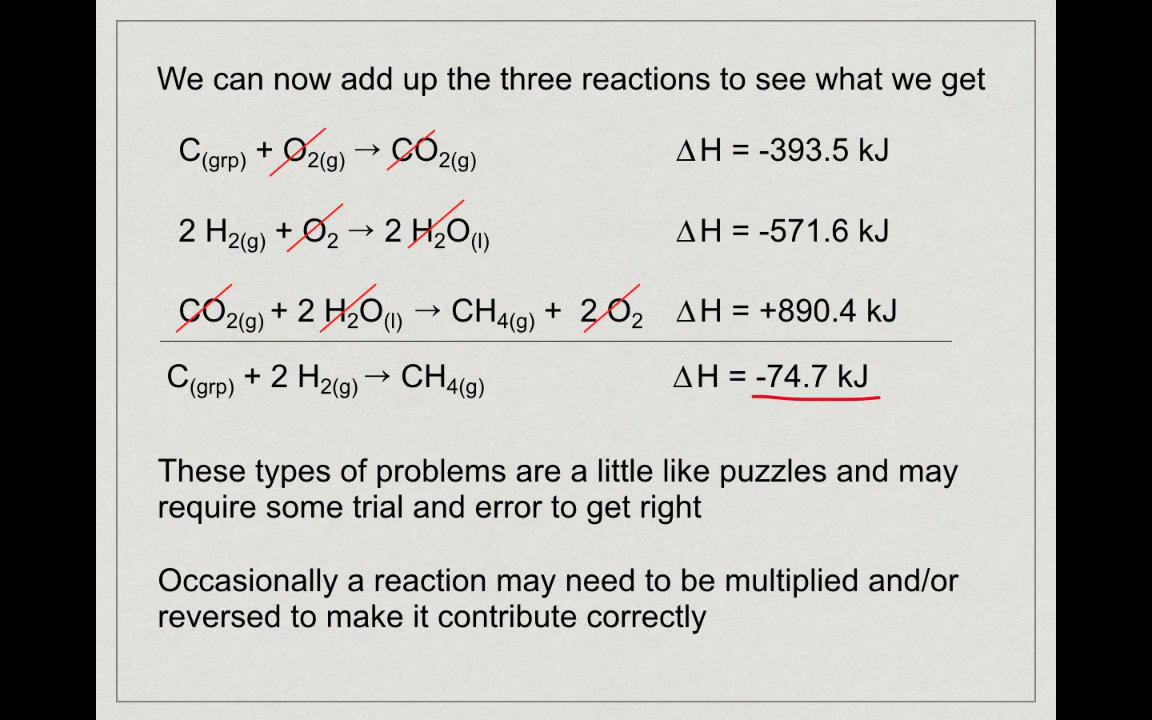 We can now add up the three reactions to see what we get
C(grp) + O₂(g) → CO₂(g) ΔH = -393.5 kJ
2 H₂(g) + O₂ → 2 H₂O(l) ΔH = -571.6 kJ
CO₂(g) + 2 H₂O(l) → CH₄(g) + 2 O₂ ΔH = +890.4 kJ
C(grp) + 2 H₂(g) → CH₄(g) ΔH = -74.7 kJ
These types of problems are a little like puzzles and may
require some trial and error to get right
Occasionally a reaction may need to be multiplied and/or
reversed to make it contribute correctly